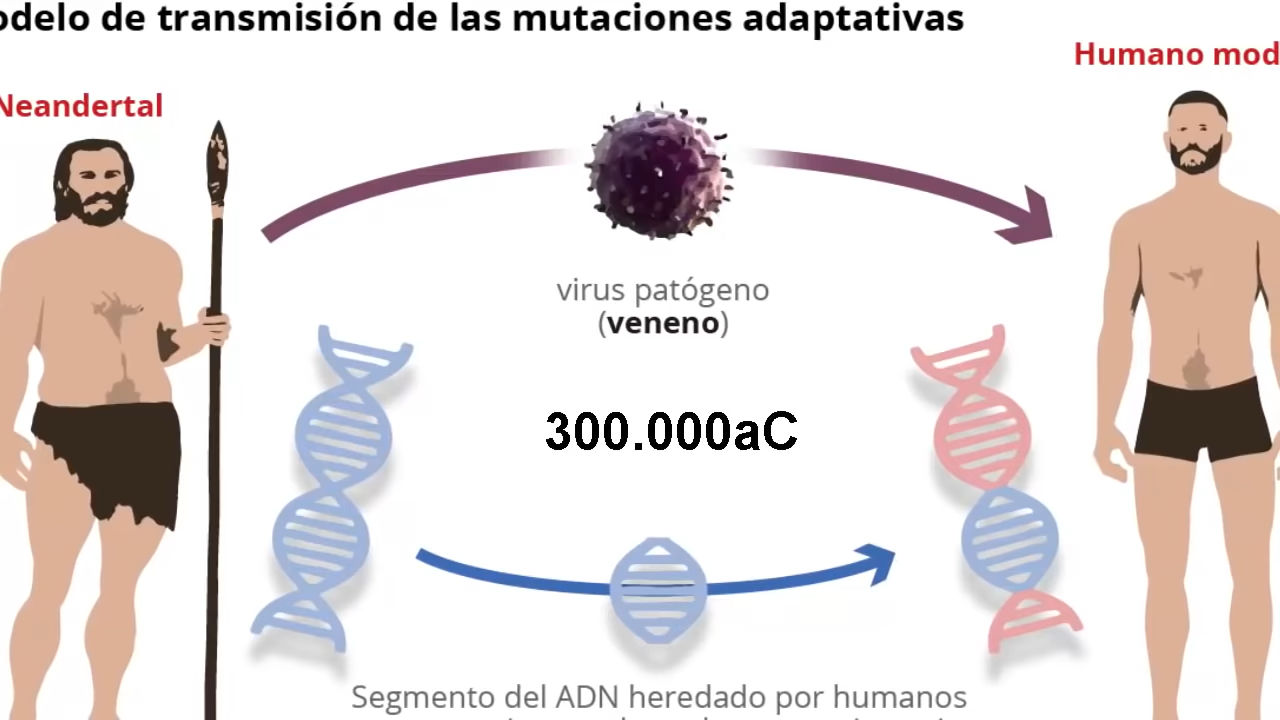 odelo de transmisión de las mutaciones adaptativas
Humano mod
Neandertal
virus patógeno
(veneno)
300.000aC
Segmento del ADN heredado por humanos